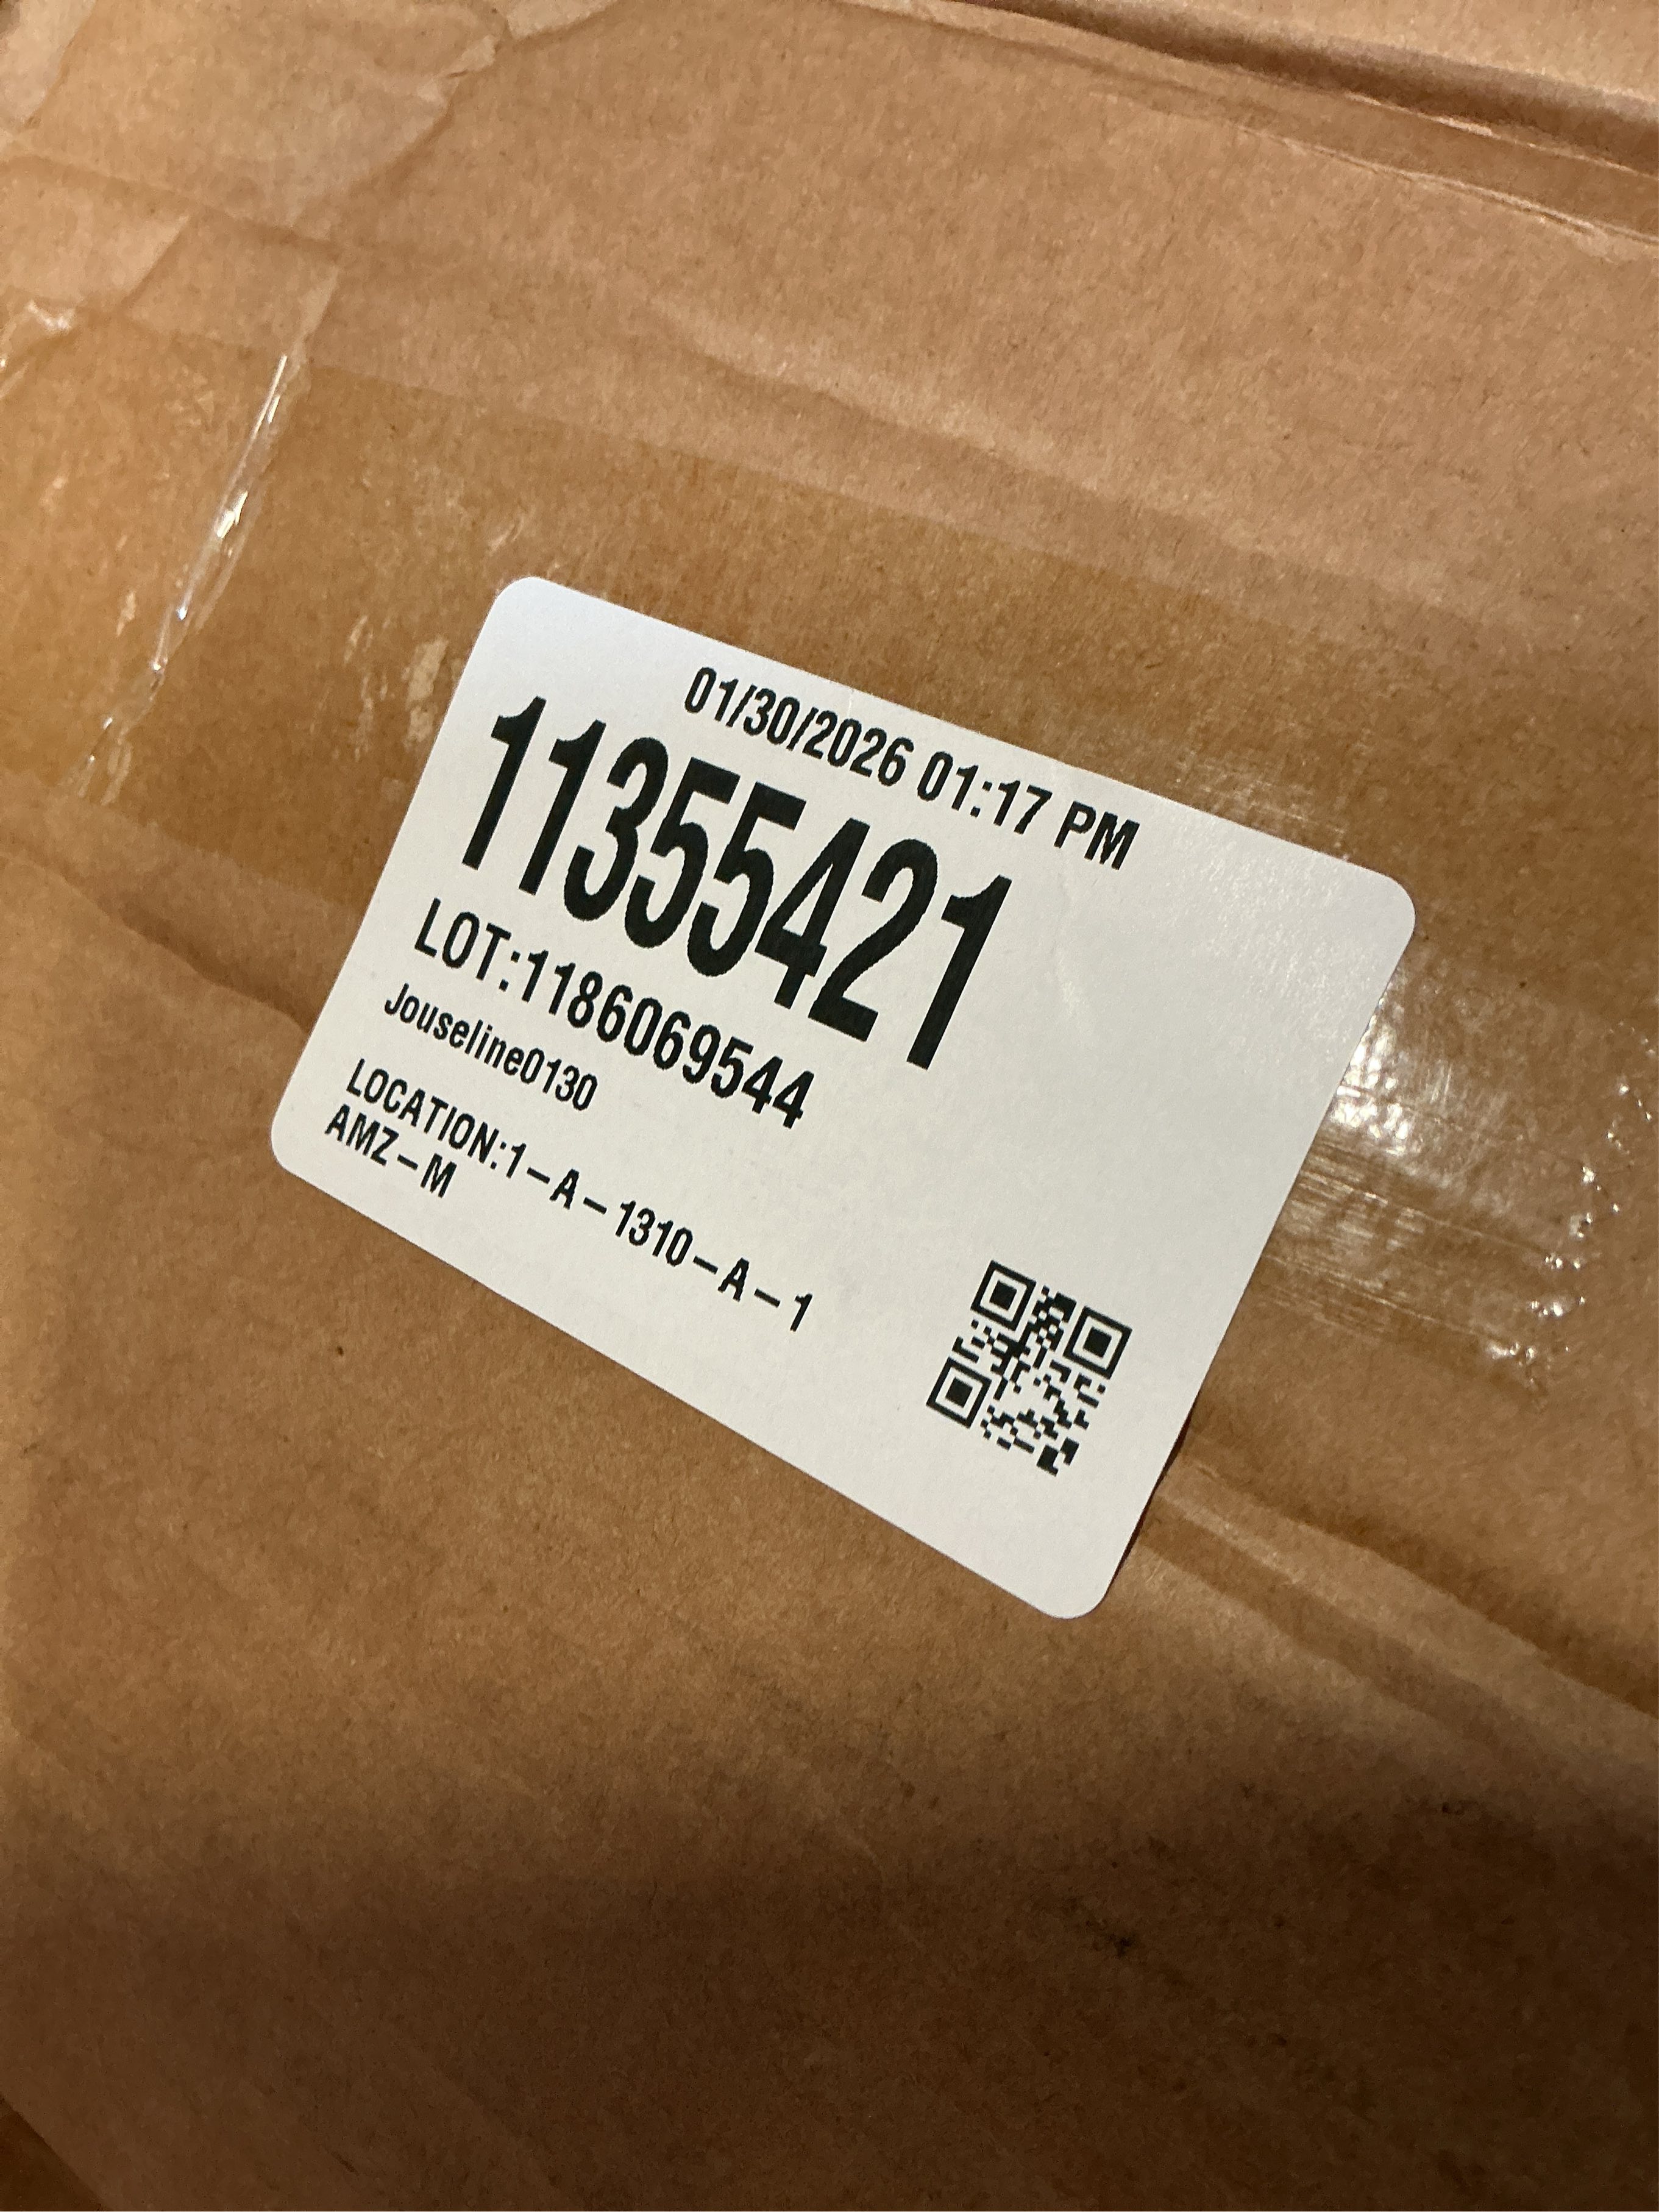 01/30/2026 01:17 PM
11355421
LOT:1186069544
Jouseline0130
LOCATION:1-A-1310-A-1
AMZ-M